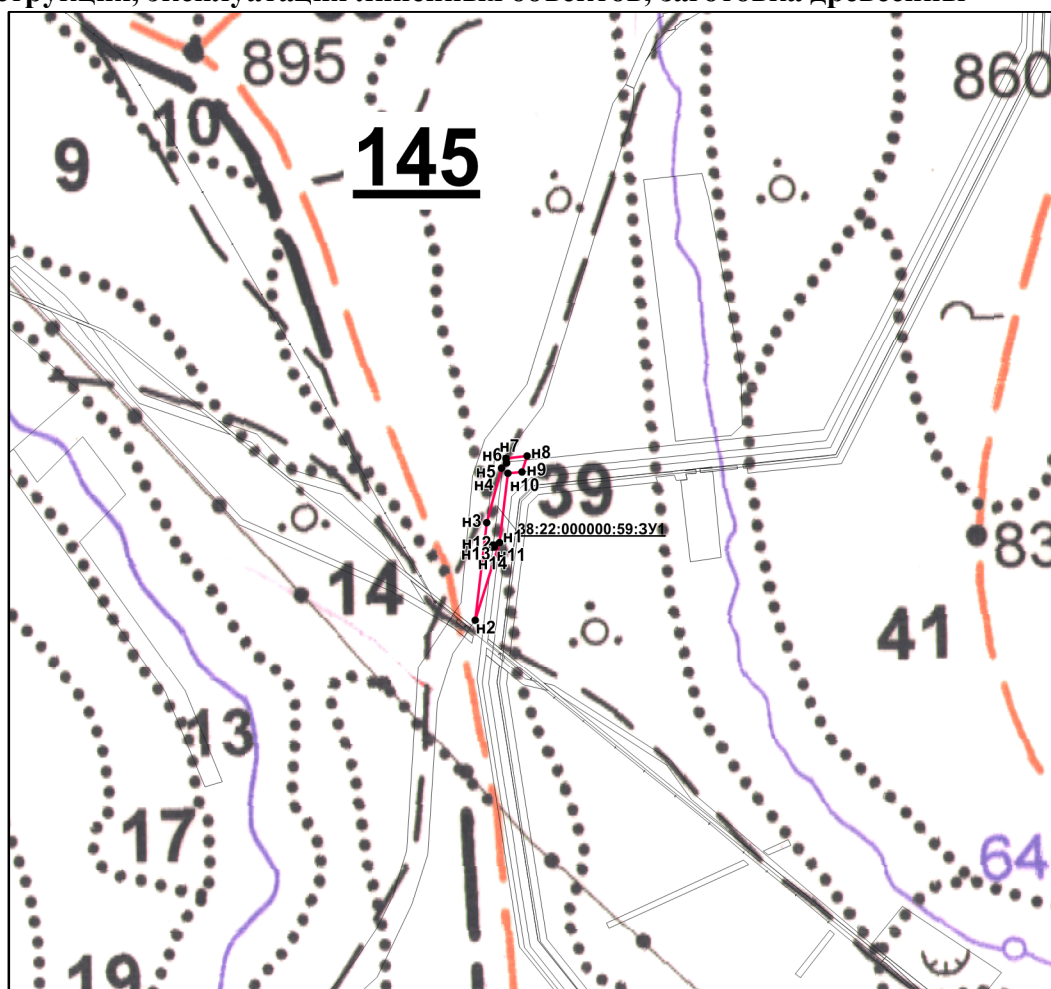 струкции, эксплуатации линейных объектов, заготовка древесины
895
860
10
145
9
н7
н8
н6
н5
н9
н4
н10
39
н3
38:22:000000:59:ЗУ1
н1
н12
н13
н11
н14
83
14
н2
41
13
17
64
19